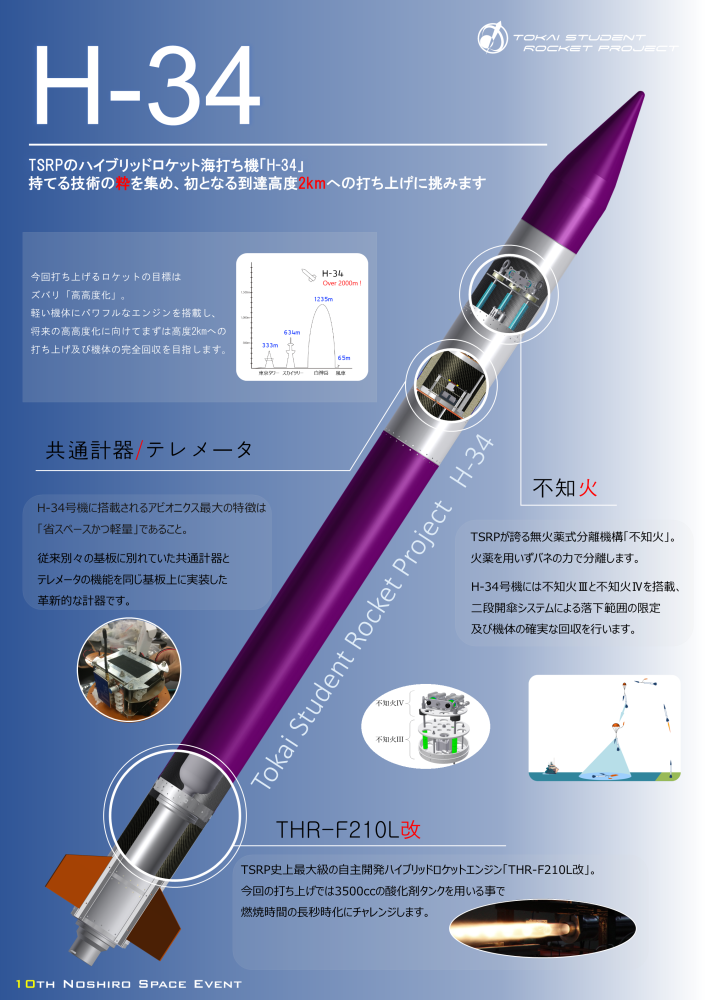 TOKAI STUDENT
ROCKET PROJECT
H-34
TSRPのハイブリッドロケット海打ち機｢H-34｣
持てる技術の粋を集め、初となる到達高度2kmへの打ち上げに挑みます
今回打ち上げるロケットの目標は
ズバリ「高高度化」。
軽い機体にパワフルなエンジンを搭載し、
将来の高高度化に向けてまずは高度2kmへの
打ち上げ及び機体の完全回収を目指します。
H-34
Over 2000m !
1235m
634m
333m
65m
東京タワー スカイツリー
共通計器/テレメータ
H-34号機に搭載されるアビオニクス最大の特徴は
「省スペースかつ軽量」であること。
従来別々の基板に別れていた共通計器と
テレメータの機能を同じ基板上に実装した
革新的な計器です。
不知火
TSRPが誇る無火薬式分離機構「不知火」。
火薬を用いずバネの力で分離します。
H-34号機には不知火Ⅲと不知火Ⅳを搭載、
二段開傘システムによる落下範囲の限定
及び機体の確実な回収を行います。
Tokai Student Rocket Project H-34
不知火Ⅳ
不知火Ⅲ
THR-F210L改
TSRP史上最大級の自主開発ハイブリッドロケットエンジン「THR-F210L改」。
今回の打ち上げでは3500ccの酸化剤タンクを用いる事で
燃焼時間の長秒時化にチャレンジします。
10TH NOSHIRO SPACE EVENT